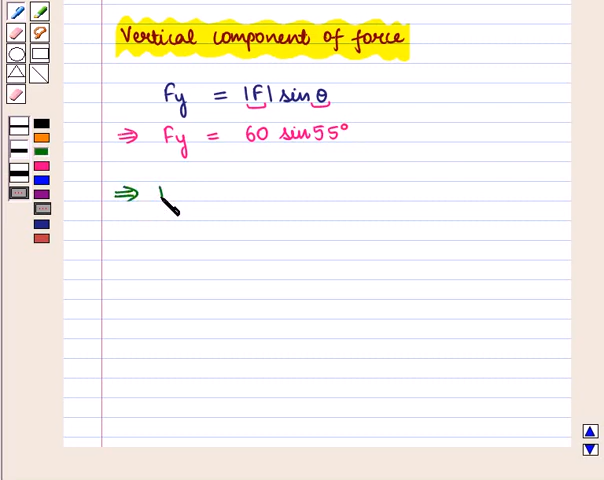 Vertical component of force
Fy = |F| sin θ
⇒ Fy = 60 sin 55°
⇒